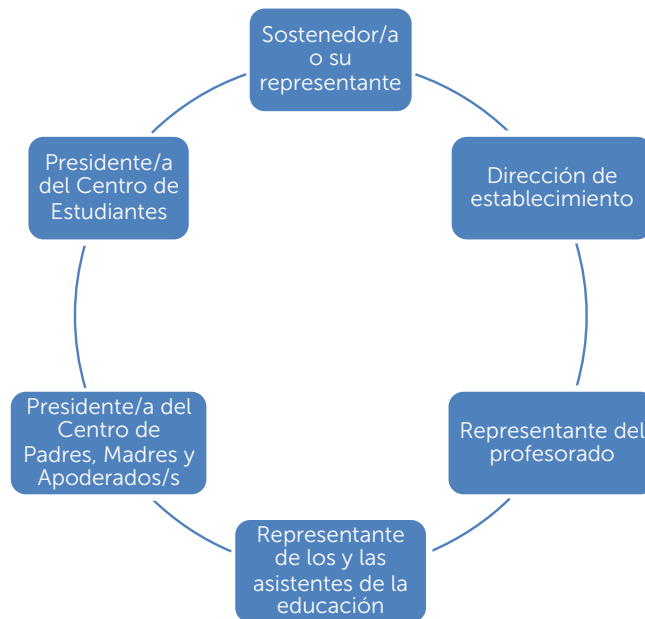 Sostenedor/a
o su
representante
Dirección de
establecimiento
Representante del
profesorado
Representante
de los y las
asistentes de la
educación
Presidente/a del
Centro de
Padres, Madres y
Apoderados/s
Presidente/a
del Centro de
Estudiantes